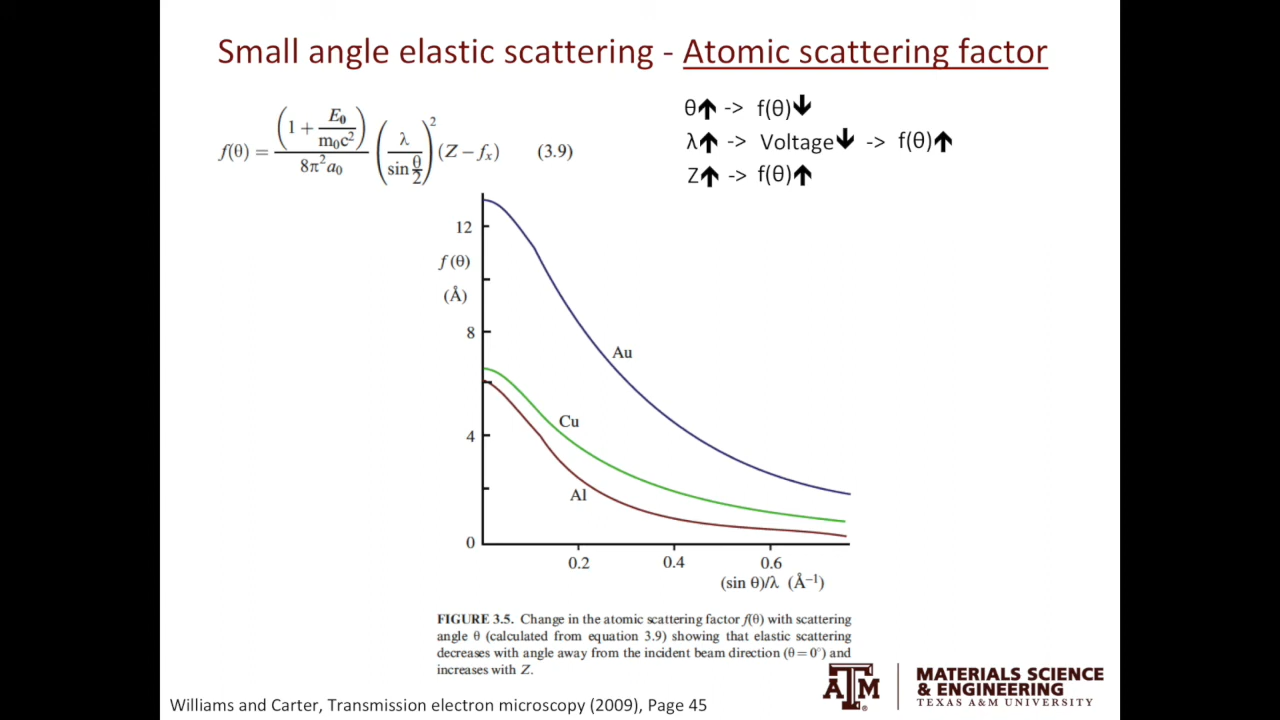 Small angle elastic scattering - Atomic scattering factor
f(θ) = (1 + E₀/m₀c²)/8π²a₀ (λ/sin θ/2)² (Z − fₓ) (3.9)
θ🡅 -> f(θ)🡇
λ🡅 -> Voltage🡇 -> f(θ)🡅
Z🡅 -> f(θ)🡅
12
f (θ)
(Å)
8
Au
Cu
4
Al
0
0.2 0.4 0.6
(sin θ)/λ (Å⁻¹)
FIGURE 3.5. Change in the atomic scattering factor f(θ) with scattering
angle θ (calculated from equation 3.9) showing that elastic scattering
decreases with angle away from the incident beam direction (θ = 0°) and
increases with Z.
Williams and Carter, Transmission electron microscopy (2009), Page 45
ATM
MATERIALS SCIENCE
& ENGINEERING
TEXAS A&M UNIVERSITY